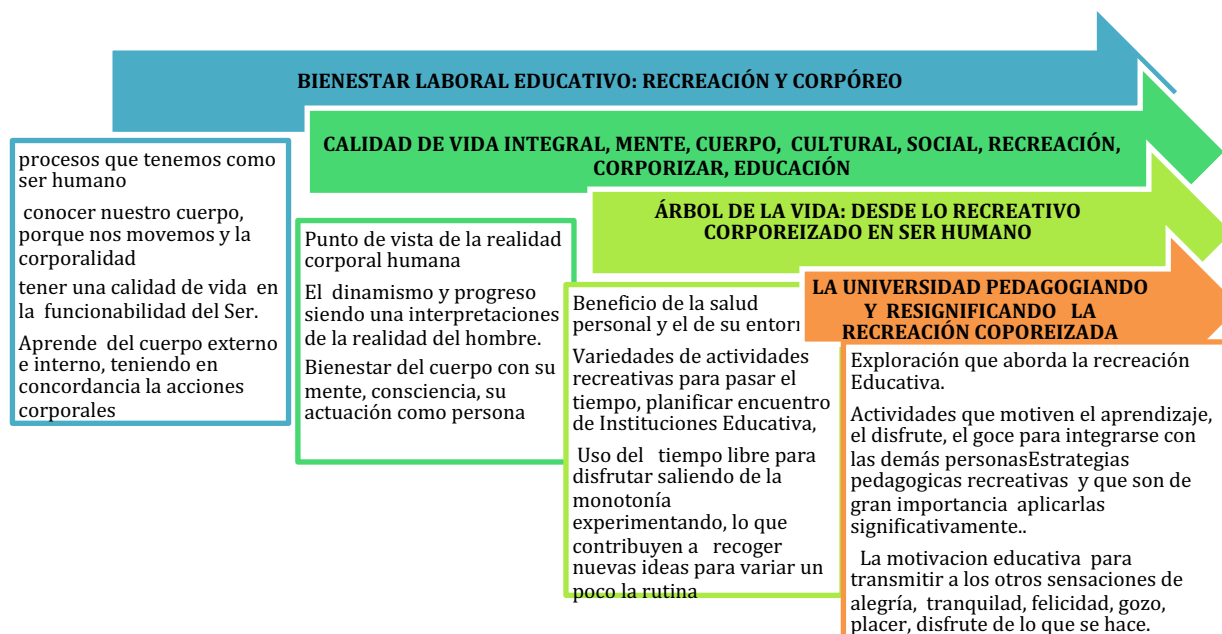 BIENESTAR LABORAL EDUCATIVO: RECREACIÓN Y CORPÓREO
procesos que tenemos como
ser humano
conocer nuestro cuerpo,
porque nos movemos y la
corporalidad
tener una calidad de vida en
la funcionabilidad del Ser.
Aprende del cuerpo externo
e interno, teniendo en
concordancia la acciones
corporales
CALIDAD DE VIDA INTEGRAL, MENTE, CUERPO, CULTURAL, SOCIAL, RECREACIÓN,
CORPORIZAR, EDUCACIÓN
Punto de vista de la realidad
corporal humana
El dinamismo y progreso
siendo una interpretaciones
de la realidad del hombre.
Bienestar del cuerpo con su
mente, consciencia, su
actuación como persona
ÁRBOL DE LA VIDA: DESDE LO RECREATIVO
CORPOREIZADO EN SER HUMANO
Beneficio de la salud
personal y el de su
Variedades de actividades
recreativas para pasar el
tiempo, planificar encuentro
de Instituciones Educativa,
Uso del tiempo libre para
disfrutar saliendo de la
monotonía
experimentando, lo que
contribuyen a recoger
nuevas ideas para variar un
poco la rutina
LA UNIVERSIDAD PEDAGOGIANDO
Y RESIGNIFICANDO LA
RECREACIÓN COPOREIZADA
Exploración que aborda la recreación
Educativa.
Actividades que motiven el aprendizaje,
el disfrute, el goce para integrarse con
las demás personasEstrategias
pedagogicas recreativas y que son de
gran importancia aplicarlas
significativamente..
La motivacion educativa para
transmitir a los otros sensaciones de
alegría, tranquilad, felicidad, gozo,
placer, disfrute de lo que se hace.